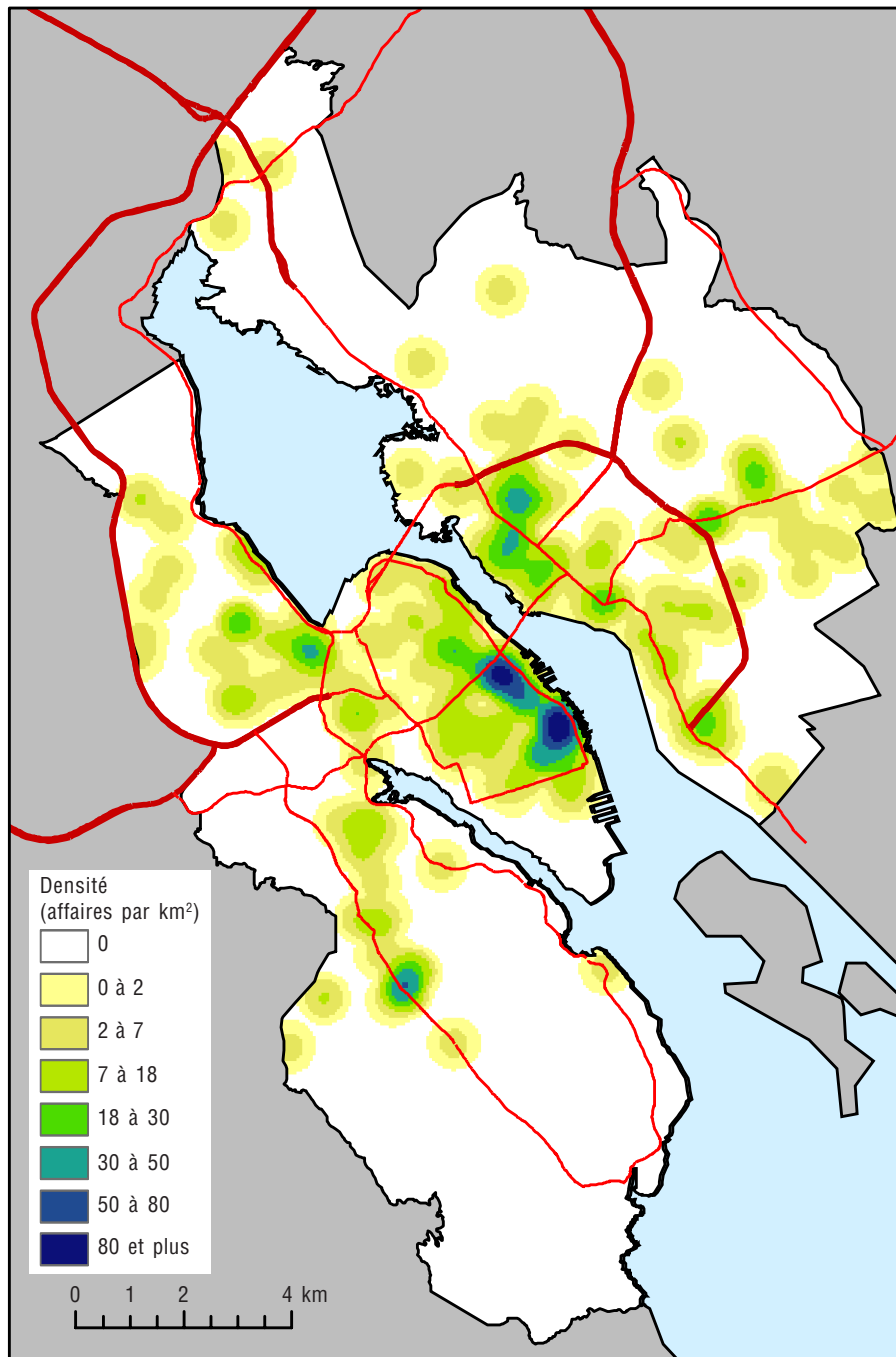 Densité
(affaires par km²)
0
0 à 2
2 à 7
7 à 18
18 à 30
30 à 50
50 à 80
80 et plus
0 1 2 4 km